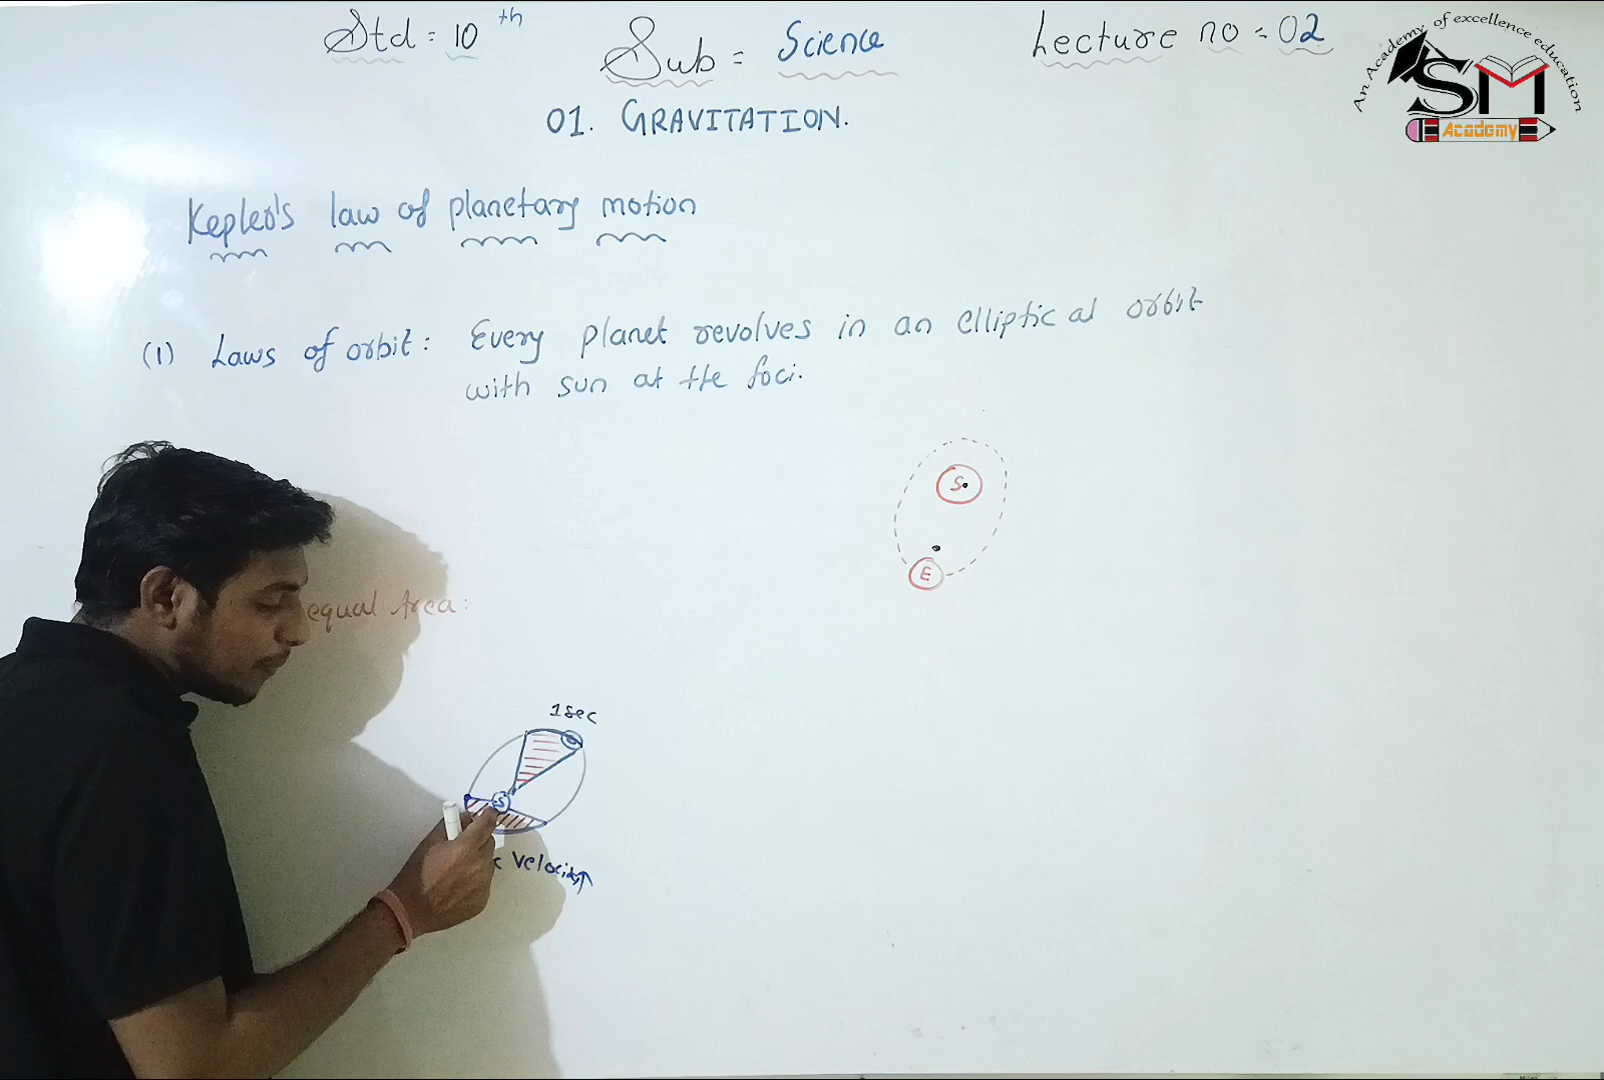 Std = 10th
Sub = Science
Lecture no = 02
An Academy of excellence education
SM
Academy
01. GRAVITATION.
Kepler's law of planetary motion
(1) Laws of orbit: Every planet revolves in an elliptical orbit
with sun at the foci.
S
E
equal Area:
1sec
S
Velocity↑